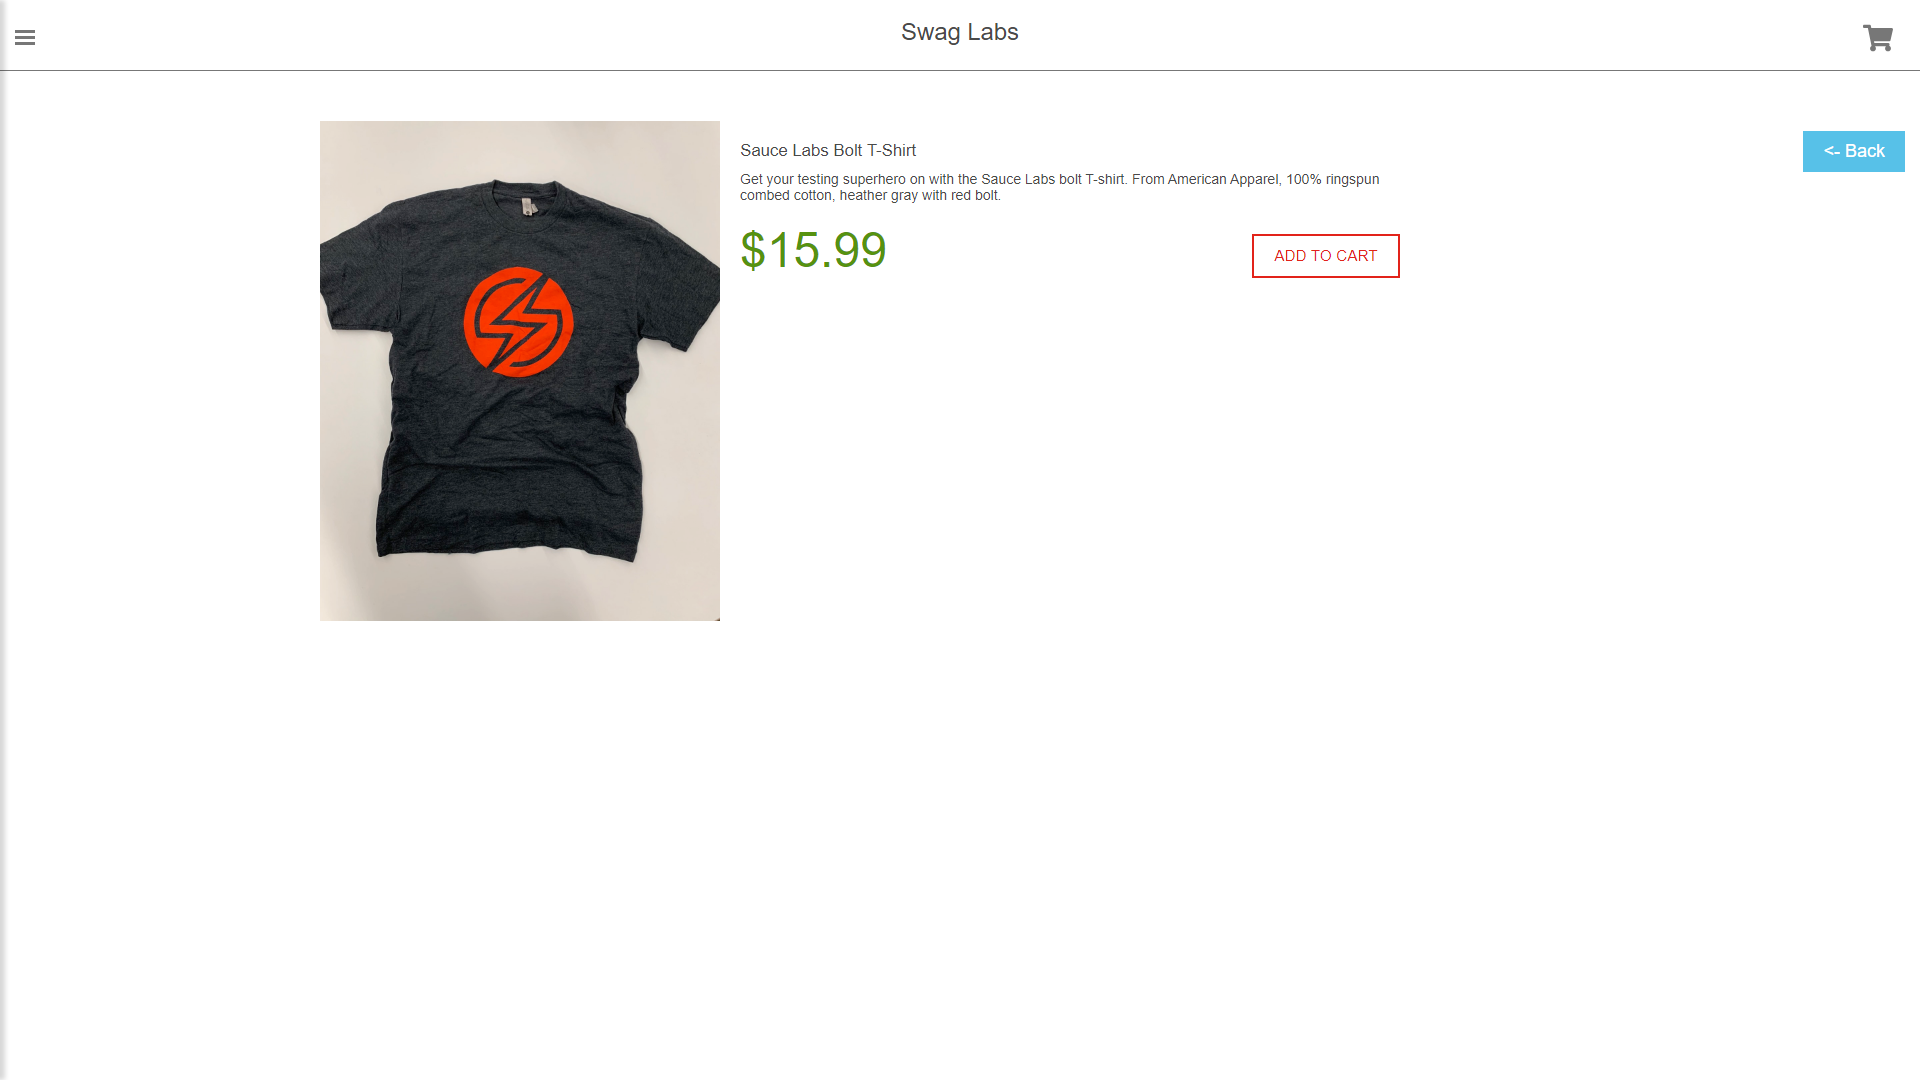 Swag Labs
Sauce Labs Bolt T-Shirt
<- Back
Get your testing superhero on with the Sauce Labs bolt T-shirt. From American Apparel, 100% ringspun
combed cotton, heather gray with red bolt.
$15.99
ADD TO CART